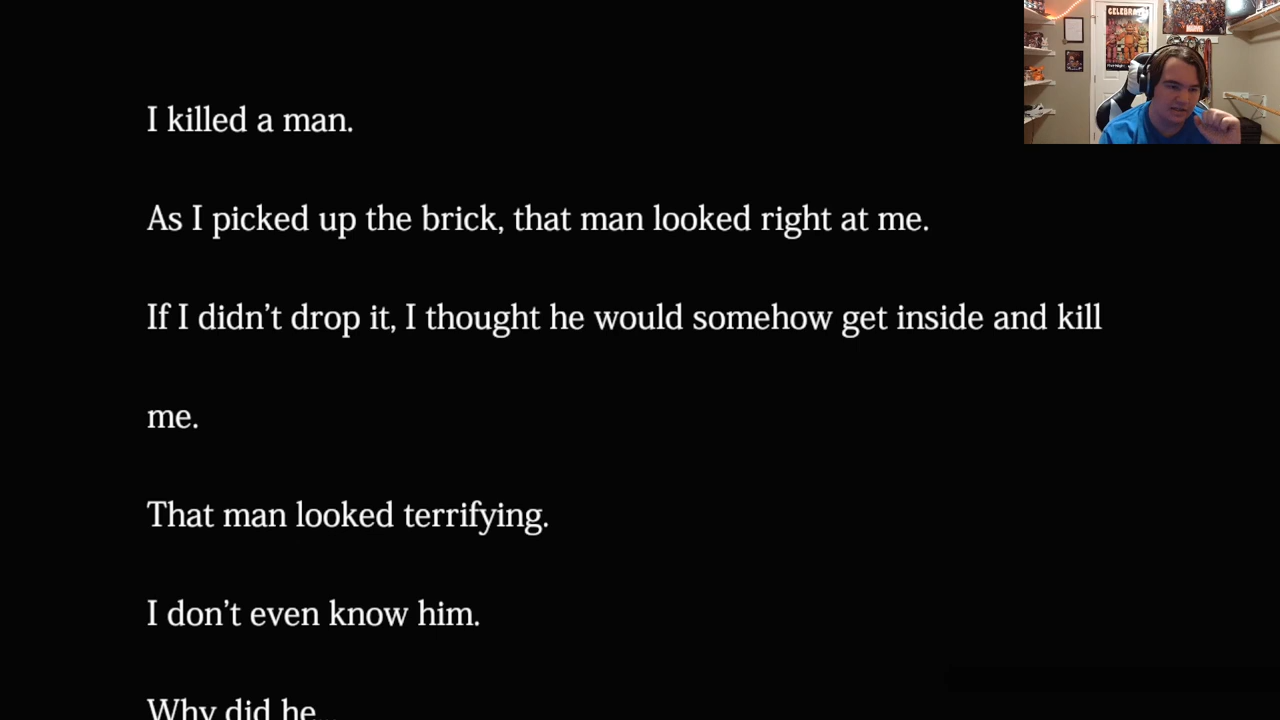 CELEBRATE
I killed a man.
As I picked up the brick, that man looked right at me.
If I didn’t drop it, I thought he would somehow get inside and kill
me.
That man looked terrifying.
I don’t even know him.
Why did he...